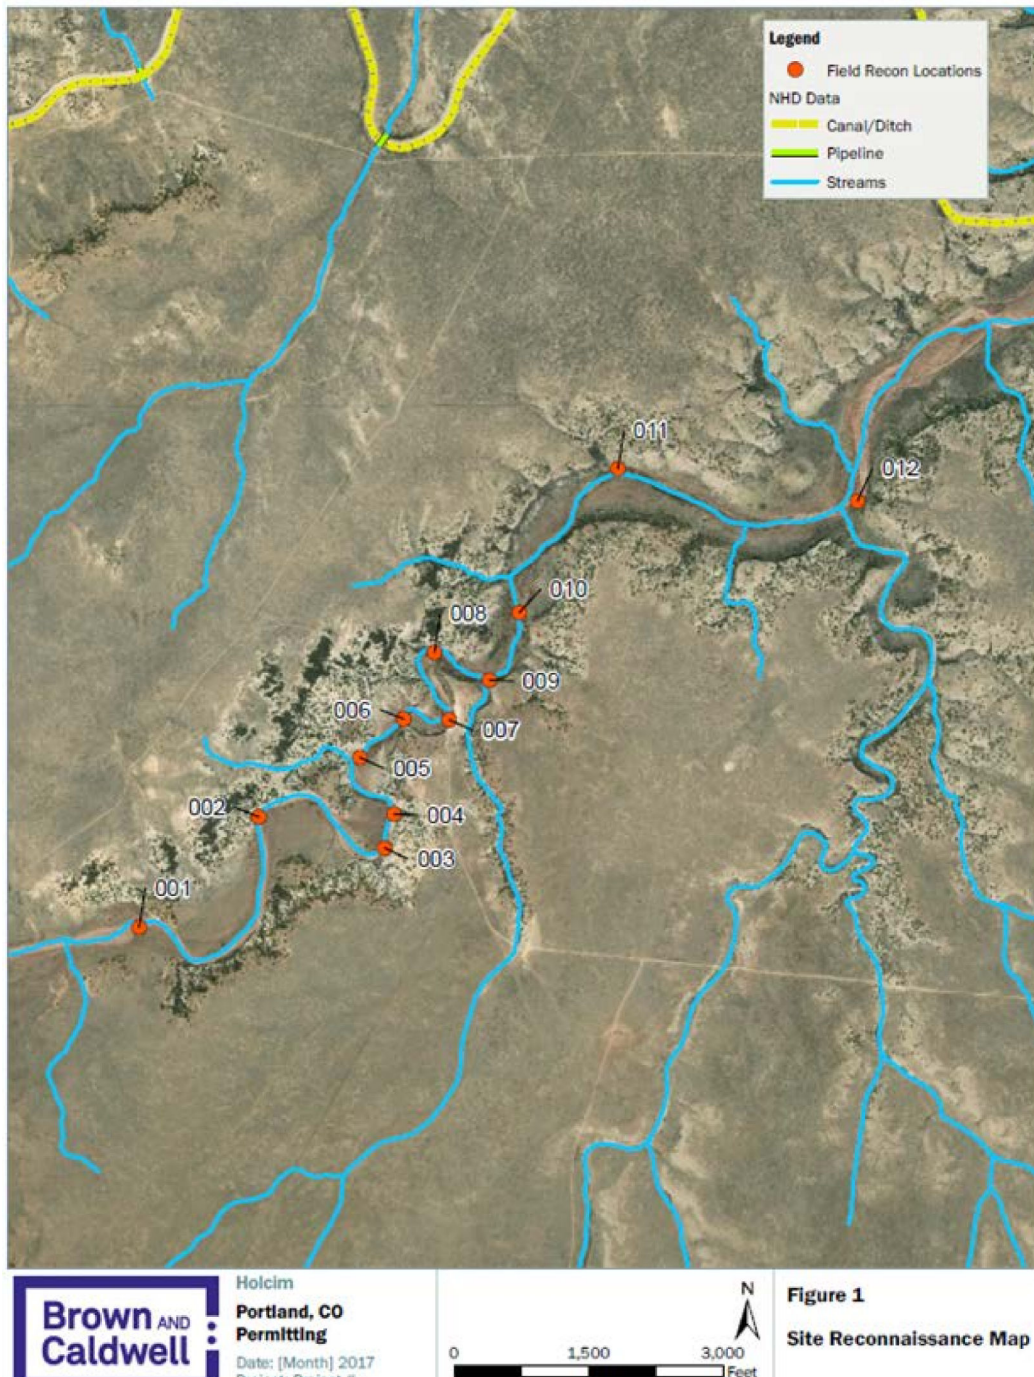 Legend
Field Recon Locations
NHD Data
Canal/Ditch
Pipeline
Streams
011
012
010
008
009
006
007
005
002
004
003
001
Brown AND
Caldwell
Holcim
Portland, CO
Permitting
Date: [Month] 2017
N
0 1,500 3,000
Feet
Figure 1
Site Reconnaissance Map